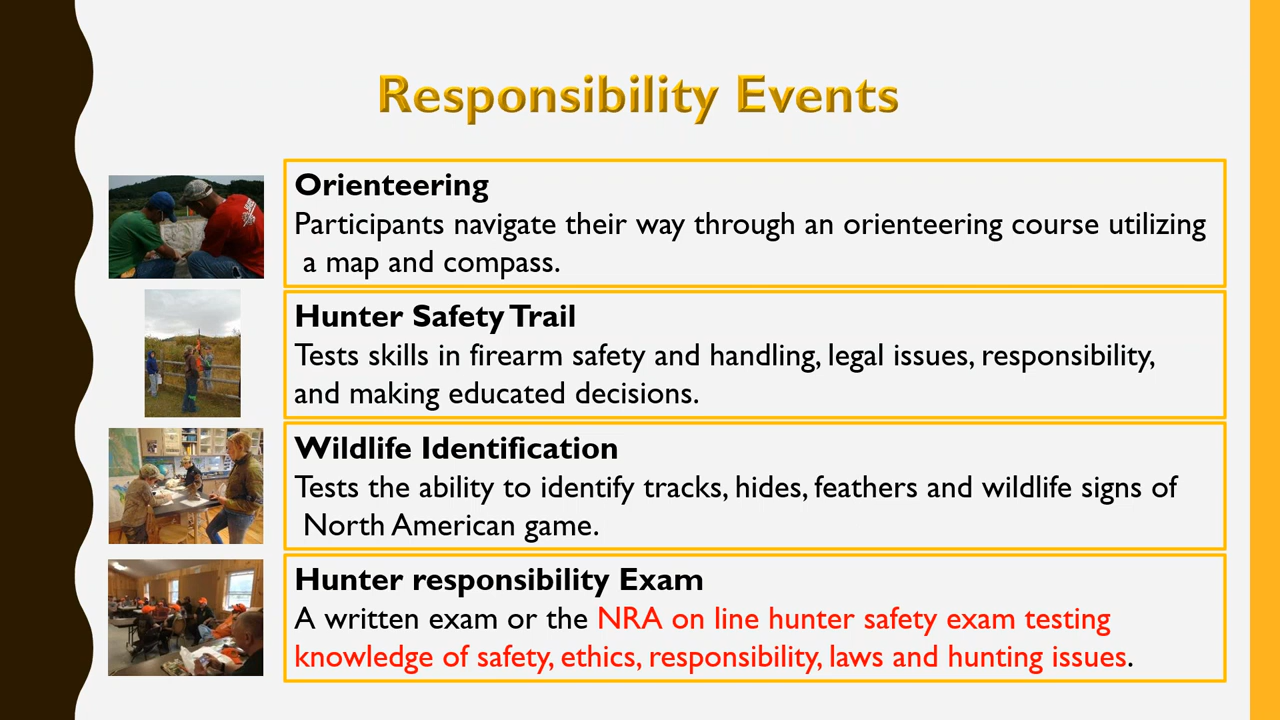 Responsibility Events
Orienteering
Participants navigate their way through an orienteering course utilizing
a map and compass.
Hunter Safety Trail
Tests skills in firearm safety and handling, legal issues, responsibility,
and making educated decisions.
Wildlife Identification
Tests the ability to identify tracks, hides, feathers and wildlife signs of
North American game.
Hunter responsibility Exam
A written exam or the NRA on line hunter safety exam testing
knowledge of safety, ethics, responsibility, laws and hunting issues.